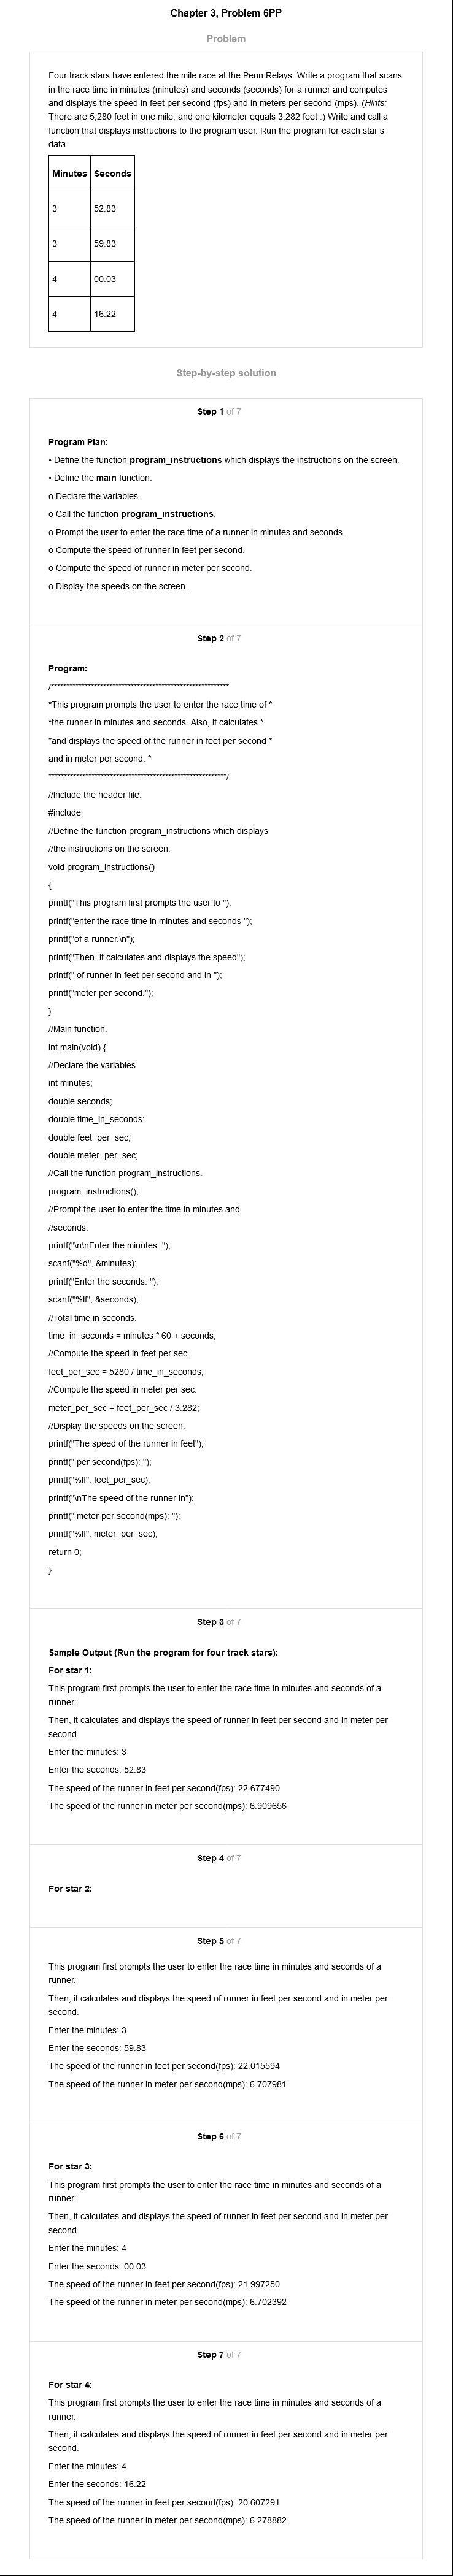 Chapter 3, Problem 6PP
Problem
Four track stars have entered the mile race at the Penn Relays. Write a program that scans
in the race time in minutes (minutes) and seconds (seconds) for a runner and computes
and displays the speed in feet per second (fps) and in meters per second (mps). (Hints:
There are 5,280 feet in one mile, and one kilometer equals 3,282 feet .) Write and call a
function that displays instructions to the program user. Run the program for each star's
data.
Minutes Seconds
3 52.83
3 59.83
4 00.03
4 16.22
Step-by-step solution
Step 1 of 7
Program Plan:
• Define the function program_instructions which displays the instructions on the screen.
• Define the main function.
o Declare the variables.
o Call the function program_instructions.
o Prompt the user to enter the race time of a runner in minutes and seconds.
o Compute the speed of runner in feet per second.
o Compute the speed of runner in meter per second.
o Display the speeds on the screen.
Step 2 of 7
Program:
/**********************************************************
*This program prompts the user to enter the race time of *
*the runner in minutes and seconds. Also, it calculates *
*and displays the speed of the runner in feet per second *
and in meter per second. *
**********************************************************/
//Include the header file.
#include
//Define the function program_instructions which displays
//the instructions on the screen.
void program_instructions()
{
printf("This program first prompts the user to ");
printf("enter the race time in minutes and seconds ");
printf("of a runner.\n");
printf("Then, it calculates and displays the speed");
printf(" of runner in feet per second and in ");
printf("meter per second.");
}
//Main function.
int main(void) {
//Declare the variables.
int minutes;
double seconds;
double time_in_seconds;
double feet_per_sec;
double meter_per_sec;
//Call the function program_instructions.
program_instructions();
//Prompt the user to enter the time in minutes and
//seconds.
printf("\n\nEnter the minutes: ");
scanf("%d", &minutes);
printf("Enter the seconds: ");
scanf("%lf", &seconds);
//Total time in seconds.
time_in_seconds = minutes * 60 + seconds;
//Compute the speed in feet per sec.
feet_per_sec = 5280 / time_in_seconds;
//Compute the speed in meter per sec.
meter_per_sec = feet_per_sec / 3.282;
//Display the speeds on the screen.
printf("The speed of the runner in feet");
printf(" per second(fps): ");
printf("%lf", feet_per_sec);
printf("\nThe speed of the runner in");
printf(" meter per second(mps): ");
printf("%lf", meter_per_sec);
return 0;
}
Step 3 of 7
Sample Output (Run the program for four track stars):
For star 1:
This program first prompts the user to enter the race time in minutes and seconds of a
runner.
Then, it calculates and displays the speed of runner in feet per second and in meter per
second.
Enter the minutes: 3
Enter the seconds: 52.83
The speed of the runner in feet per second(fps): 22.677490
The speed of the runner in meter per second(mps): 6.909656
Step 4 of 7
For star 2:
Step 5 of 7
This program first prompts the user to enter the race time in minutes and seconds of a
runner.
Then, it calculates and displays the speed of runner in feet per second and in meter per
second.
Enter the minutes: 3
Enter the seconds: 59.83
The speed of the runner in feet per second(fps): 22.015594
The speed of the runner in meter per second(mps): 6.707981
Step 6 of 7
For star 3:
This program first prompts the user to enter the race time in minutes and seconds of a
runner.
Then, it calculates and displays the speed of runner in feet per second and in meter per
second.
Enter the minutes: 4
Enter the seconds: 00.03
The speed of the runner in feet per second(fps): 21.997250
The speed of the runner in meter per second(mps): 6.702392
Step 7 of 7
For star 4:
This program first prompts the user to enter the race time in minutes and seconds of a
runner.
Then, it calculates and displays the speed of runner in feet per second and in meter per
second.
Enter the minutes: 4
Enter the seconds: 16.22
The speed of the runner in feet per second(fps): 20.607291
The speed of the runner in meter per second(mps): 6.278882